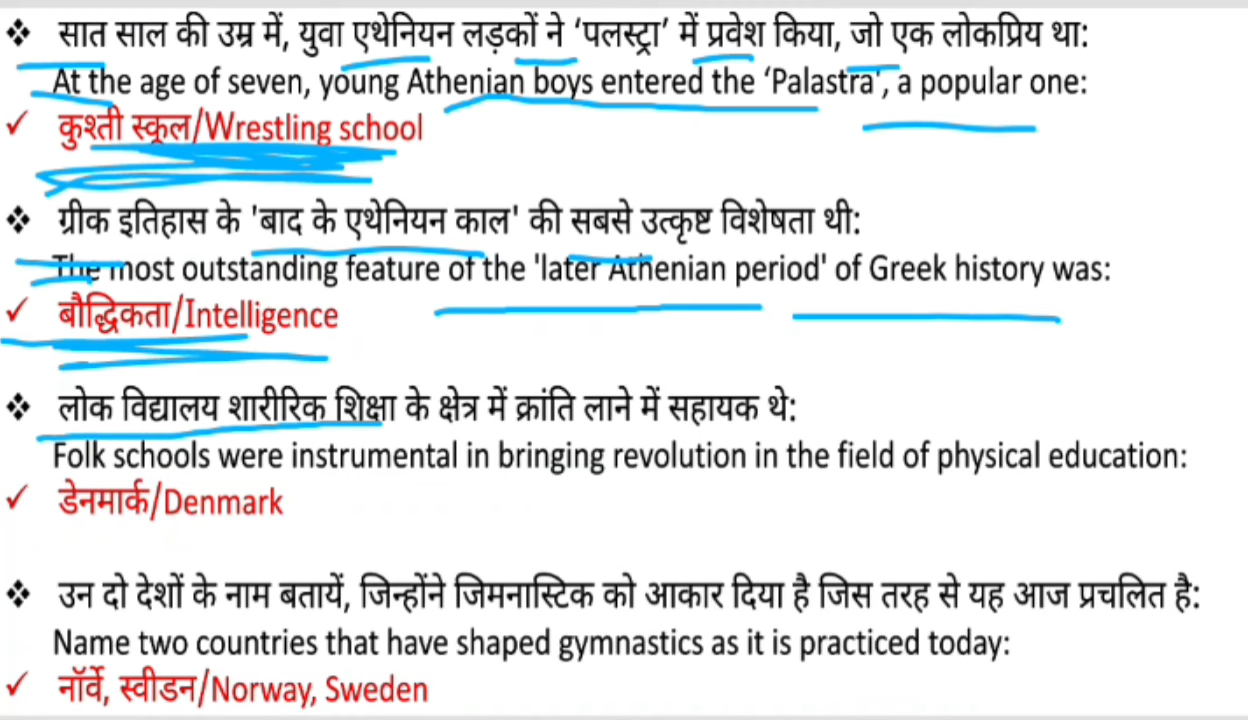 ❖ सात साल की उम्र में, युवा एथेनियन लड़कों ने ‘पलस्ट्रा’ में प्रवेश किया, जो एक लोकप्रिय था:
At the age of seven, young Athenian boys entered the ‘Palastra’, a popular one:
✓ कुश्ती स्कूल/Wrestling school
❖ ग्रीक इतिहास के 'बाद के एथेनियन काल' की सबसे उत्कृष्ट विशेषता थी:
The most outstanding feature of the 'later Athenian period' of Greek history was:
✓ बौद्धिकता/Intelligence
❖ लोक विद्यालय शारीरिक शिक्षा के क्षेत्र में क्रांति लाने में सहायक थे:
Folk schools were instrumental in bringing revolution in the field of physical education:
✓ डेनमार्क/Denmark
❖ उन दो देशों के नाम बतायें, जिन्होंने जिमनास्टिक को आकार दिया है जिस तरह से यह आज प्रचलित है:
Name two countries that have shaped gymnastics as it is practiced today:
✓ नॉर्वे, स्वीडन/Norway, Sweden